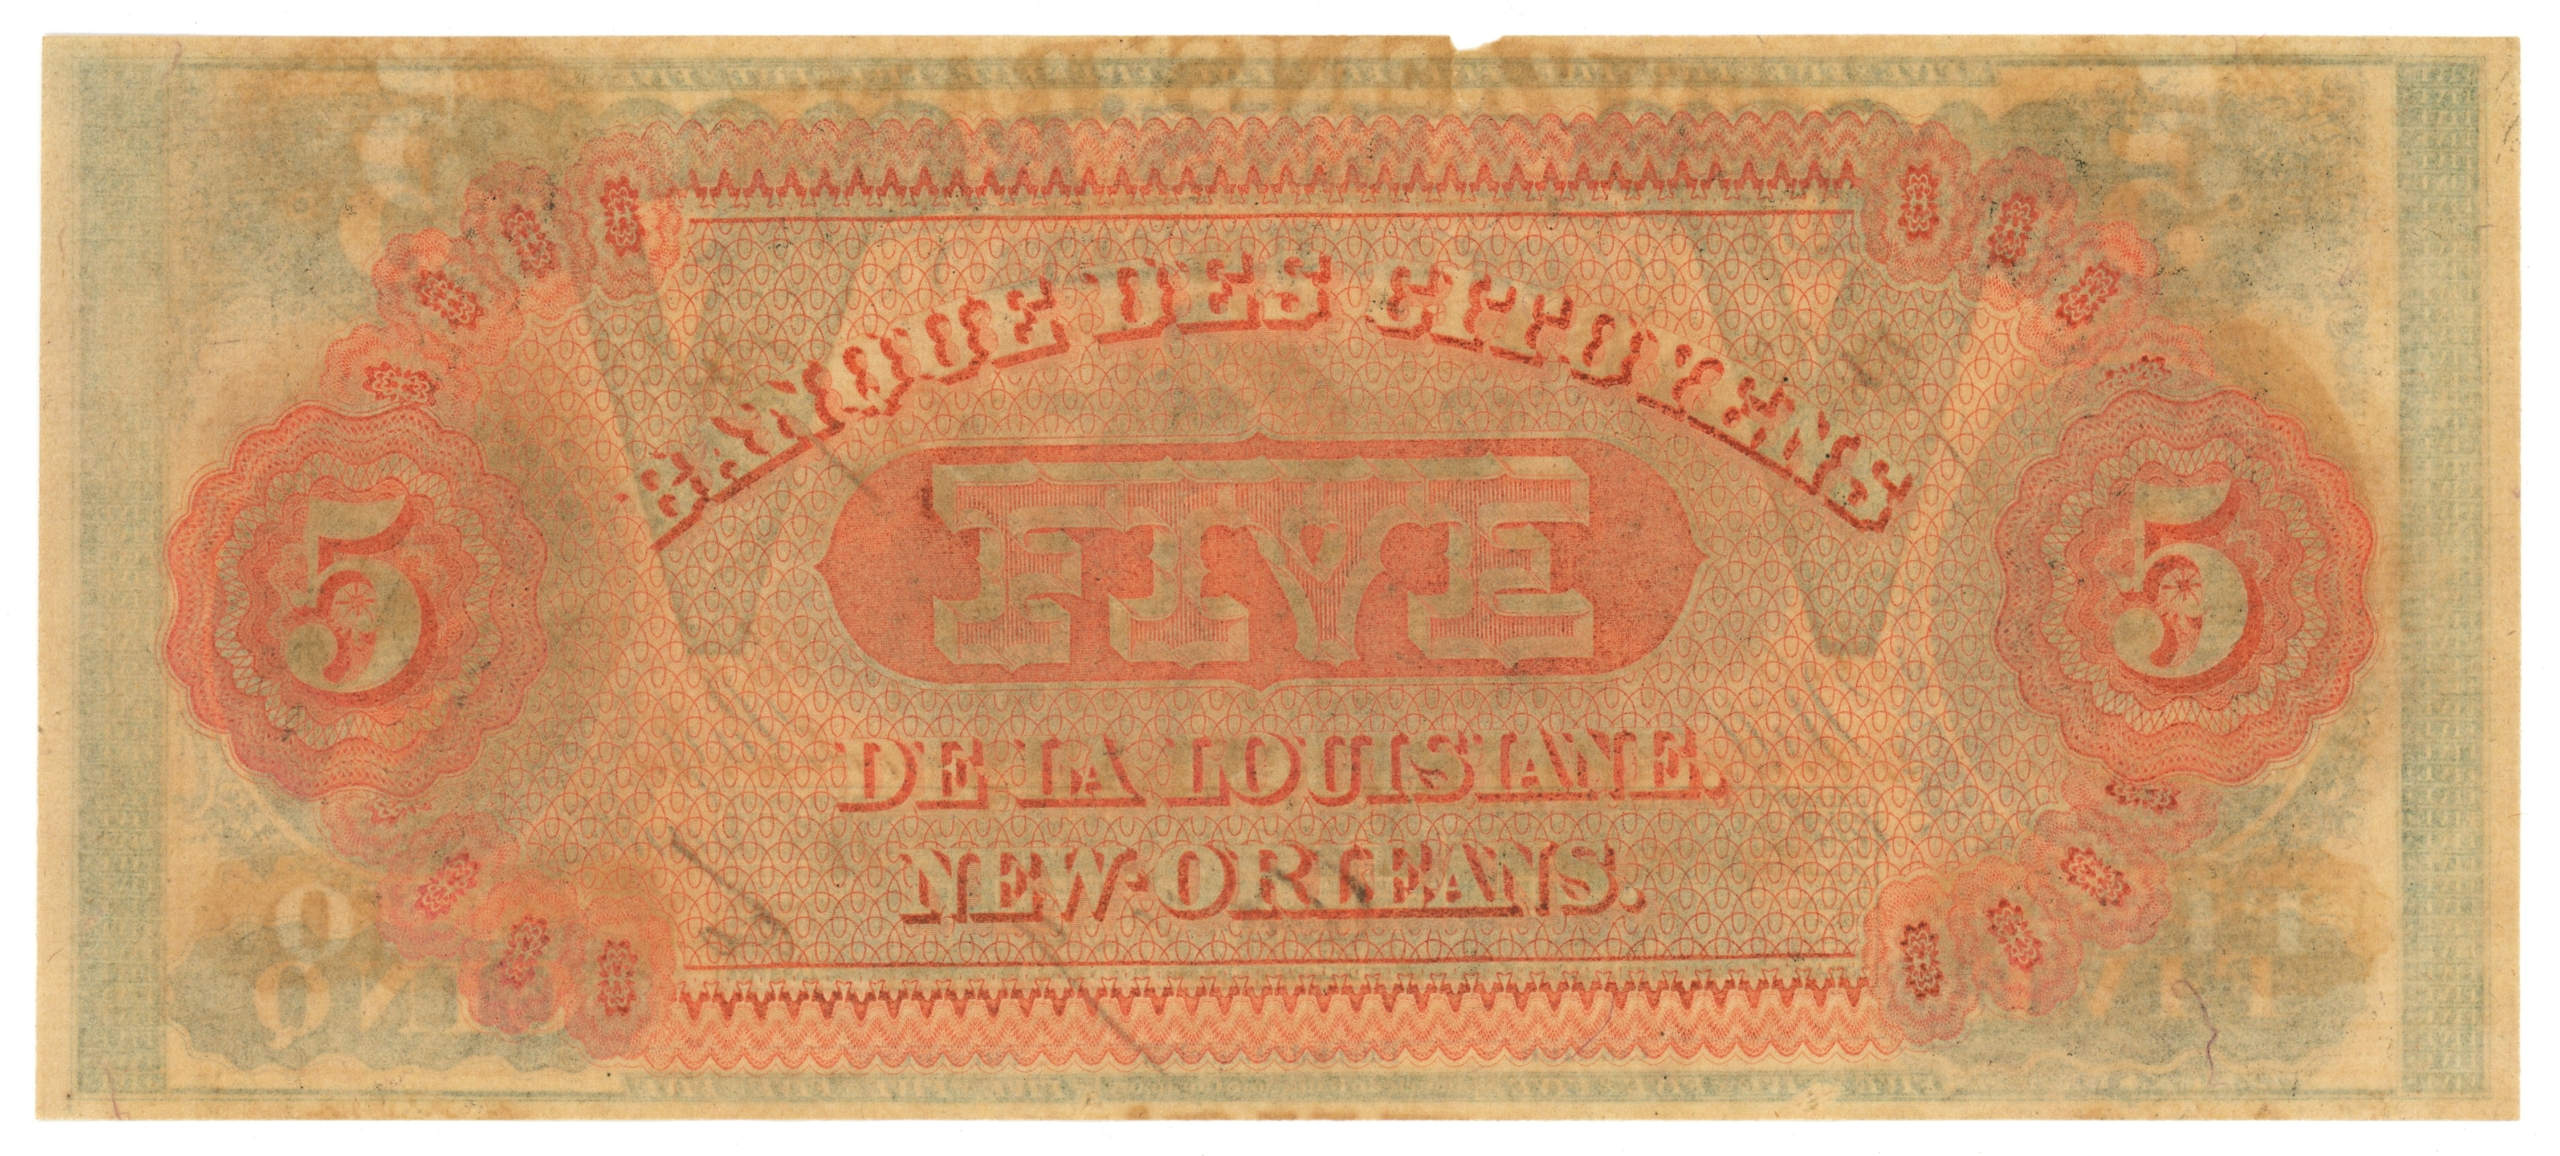 BANQUE DES CITOYENS
5 FIVE 5
DE LA LOUISIANE.
NEW-ORLEANS.